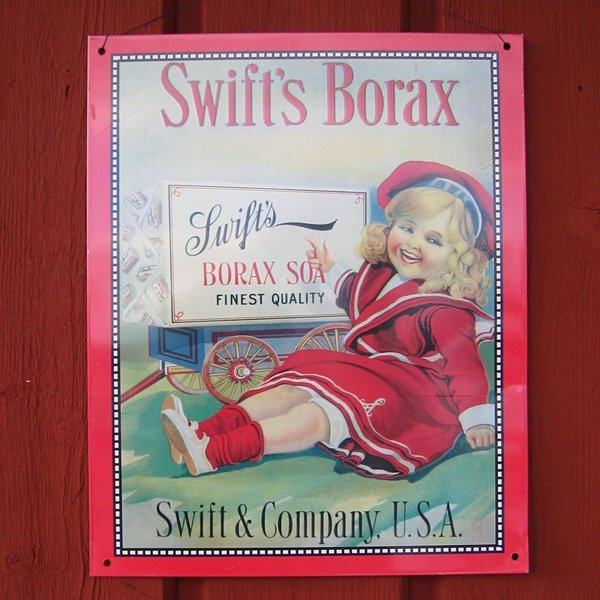 Swift's Borax
Swift's
BORAX SOA
FINEST QUALITY
Swift & Company, U.S.A.